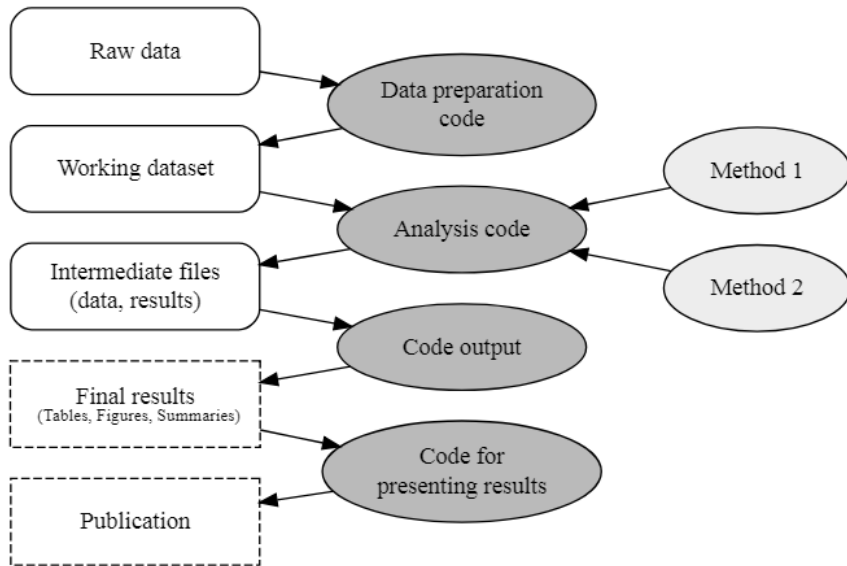 Raw data
Data preparation
code
Working dataset
Method 1
Analysis code
Intermediate files
(data, results)
Method 2
Code output
Final results
(Tables, Figures, Summaries)
Code for
presenting results
Publication